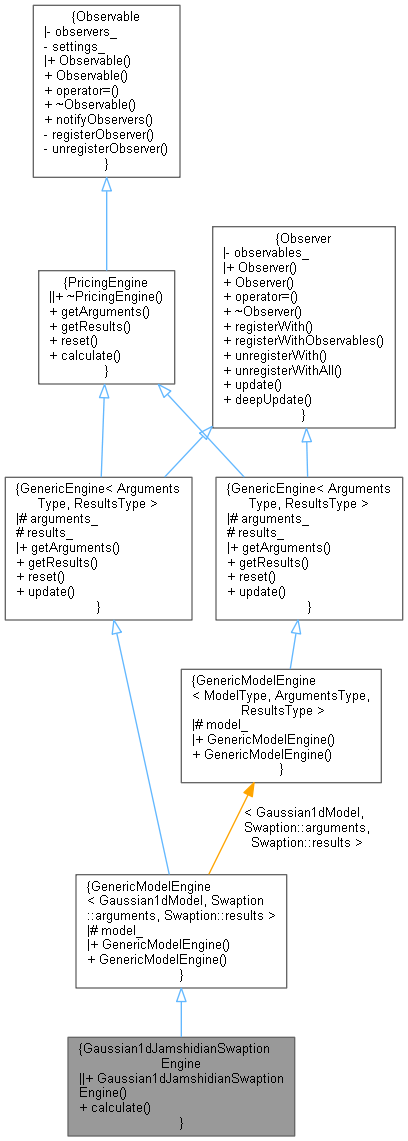 {Observable
|- observers_
- settings_
|+ Observable()
+ Observable()
+ operator=()
+ ~Observable()
+ notifyObservers()
- registerObserver()
- unregisterObserver()
}
{Observer
|- observables_
|+ Observer()
+ Observer()
+ operator=()
+ ~Observer()
+ registerWith()
+ registerWithObservables()
+ unregisterWith()
+ unregisterWithAll()
+ update()
+ deepUpdate()
}
{PricingEngine
||+ ~PricingEngine()
+ getArguments()
+ getResults()
+ reset()
+ calculate()
}
{GenericEngine< Arguments
Type, ResultsType >
|# arguments_
# results_
|+ getArguments()
+ getResults()
+ reset()
+ update()
}
{GenericEngine< Arguments
Type, ResultsType >
|# arguments_
# results_
|+ getArguments()
+ getResults()
+ reset()
+ update()
}
{GenericModelEngine
< ModelType, ArgumentsType,
ResultsType >
|# model_
|+ GenericModelEngine()
+ GenericModelEngine()
}
< Gaussian1dModel,
Swaption::arguments,
Swaption::results >
{GenericModelEngine
< Gaussian1dModel, Swaption
::arguments, Swaption::results >
|# model_
|+ GenericModelEngine()
+ GenericModelEngine()
}
{Gaussian1dJamshidianSwaption
Engine
||+ Gaussian1dJamshidianSwaption
Engine()
+ calculate()
}